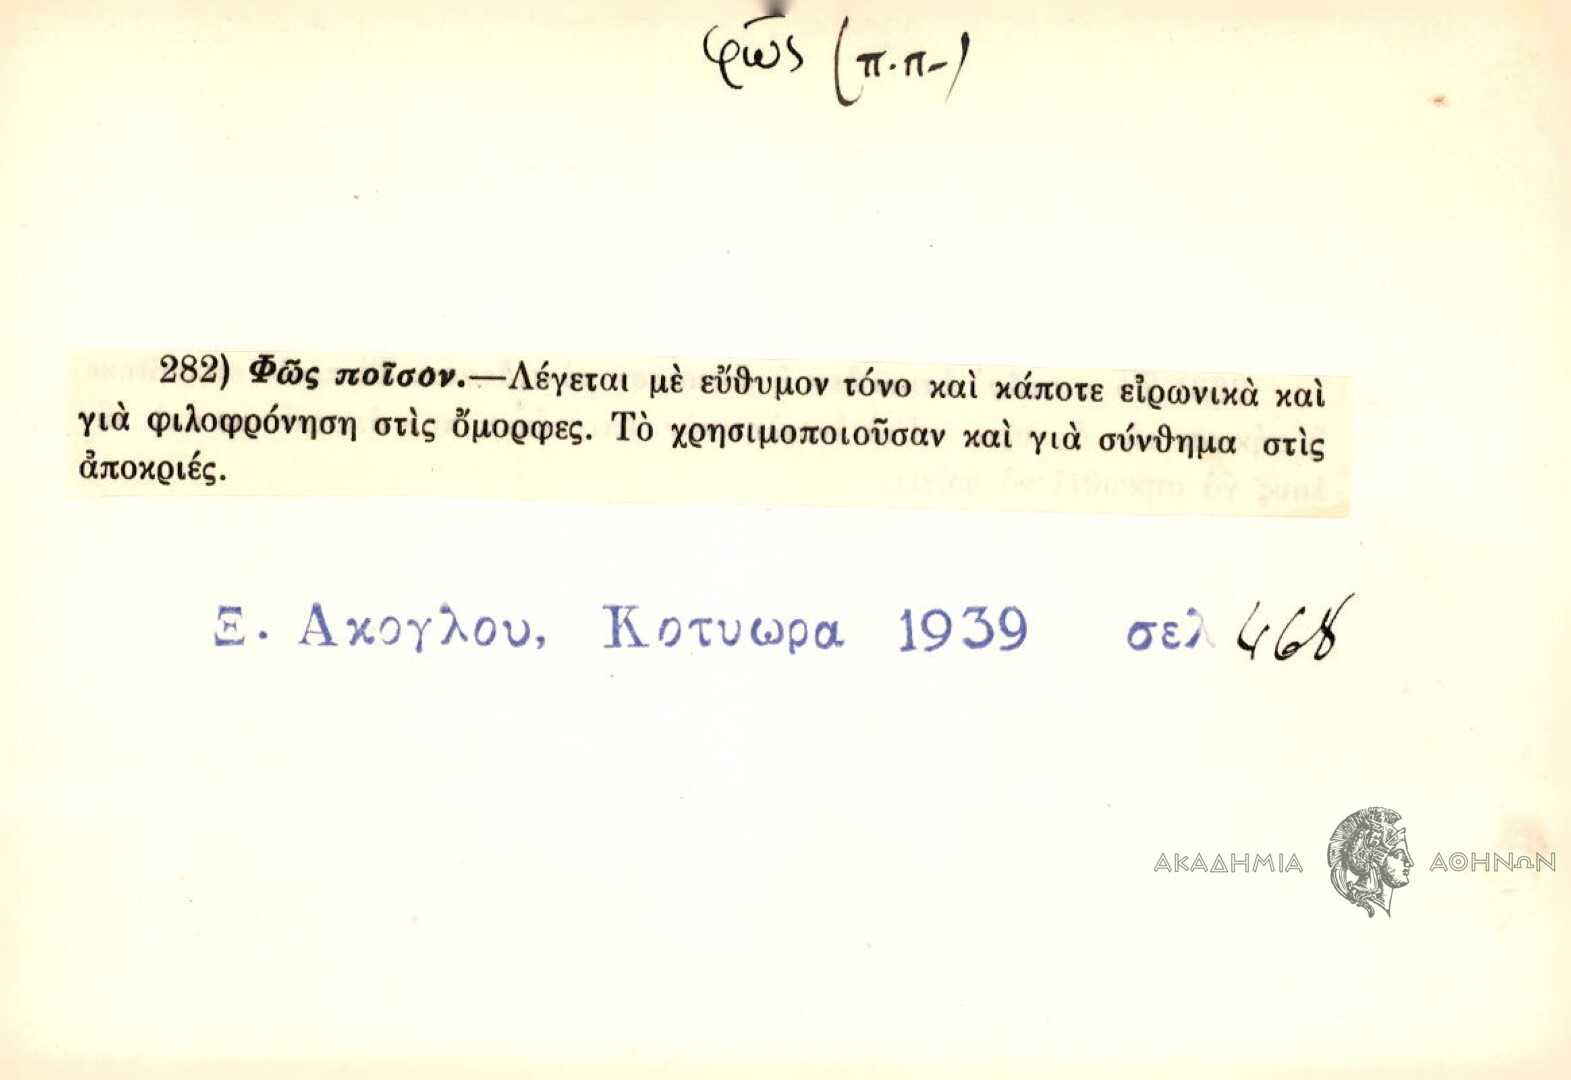 φῶς (π.π-)
282) Φῶς ποῖσον.—Λέγεται μὲ εὔθυμον τόνο καὶ κάποτε εἰρωνικὰ καὶ
γιὰ φιλοφρόνηση στὶς ὄμορφες. Τὸ χρησιμοποιοῦσαν καὶ γιὰ σύνθημα στὶς
ἀποκριές.
Ξ. Ακογλου, Κοτυωρα 1939 σελ 468
ΑΚΑΔΗΜΙΑ ΑΘΗΝΩΝ